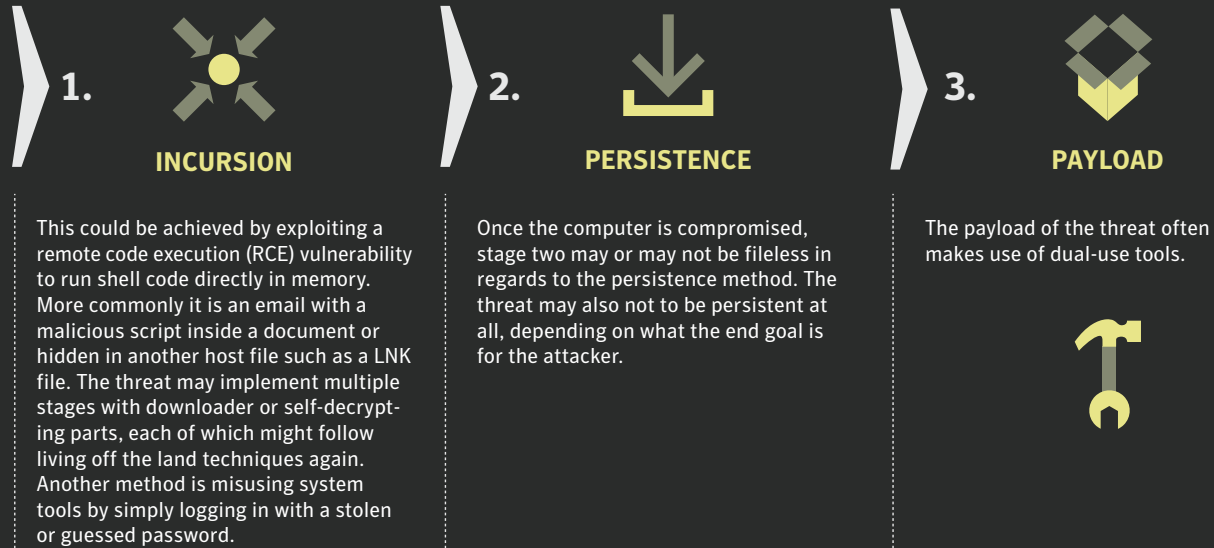 1.
INCURSION
This could be achieved by exploiting a
remote code execution (RCE) vulnerability
to run shell code directly in memory.
More commonly it is an email with a
malicious script inside a document or
hidden in another host file such as a LNK
file. The threat may implement multiple
stages with downloader or self-decrypt-
ing parts, each of which might follow
living off the land techniques again.
Another method is misusing system
tools by simply logging in with a stolen
or guessed password.
2.
PERSISTENCE
Once the computer is compromised,
stage two may or may not be fileless in
regards to the persistence method. The
threat may also not to be persistent at
all, depending on what the end goal is
for the attacker.
3.
PAYLOAD
The payload of the threat often
makes use of dual-use tools.